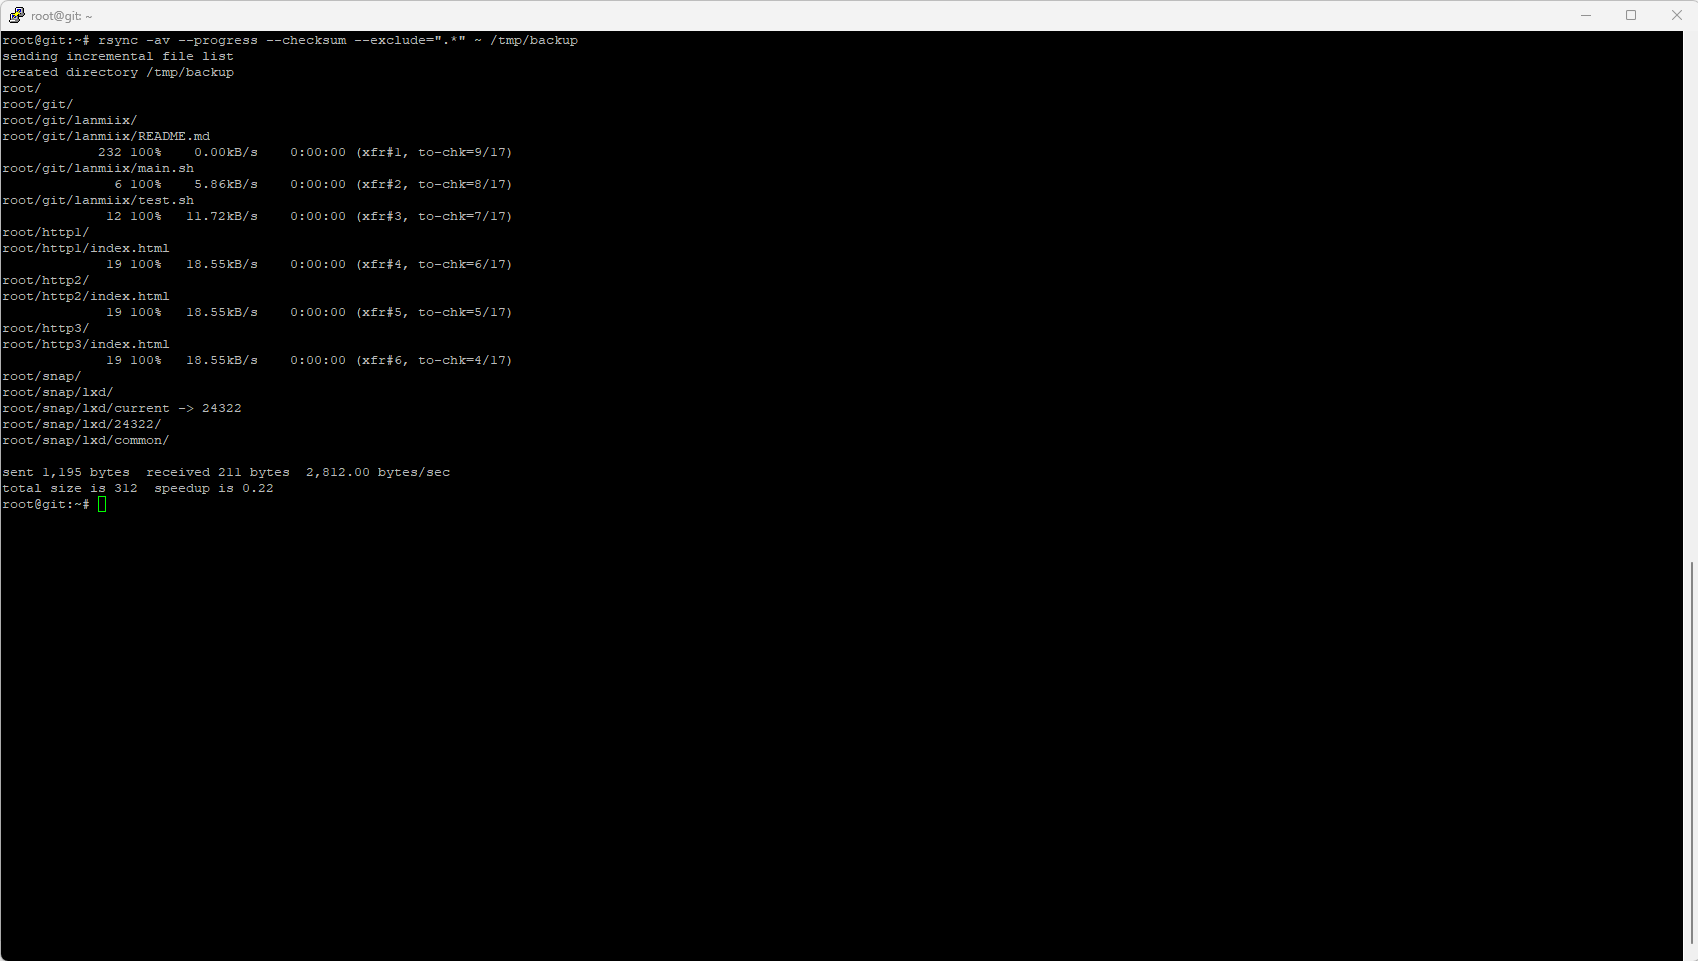 root@git: ~
root@git:~# rsync -av --progress --checksum --exclude=".*" ~ /tmp/backup
sending incremental file list
created directory /tmp/backup
root/
root/git/
root/git/lanmiix/
root/git/lanmiix/README.md
232 100%    0.00kB/s    0:00:00 (xfr#1, to-chk=9/17)
root/git/lanmiix/main.sh
6 100%    5.86kB/s    0:00:00 (xfr#2, to-chk=8/17)
root/git/lanmiix/test.sh
12 100%   11.72kB/s    0:00:00 (xfr#3, to-chk=7/17)
root/http1/
root/http1/index.html
19 100%   18.55kB/s    0:00:00 (xfr#4, to-chk=6/17)
root/http2/
root/http2/index.html
19 100%   18.55kB/s    0:00:00 (xfr#5, to-chk=5/17)
root/http3/
root/http3/index.html
19 100%   18.55kB/s    0:00:00 (xfr#6, to-chk=4/17)
root/snap/
root/snap/lxd/
root/snap/lxd/current -> 24322
root/snap/lxd/24322/
root/snap/lxd/common/
sent 1,195 bytes  received 211 bytes  2,812.00 bytes/sec
total size is 312  speedup is 0.22
root@git:~#